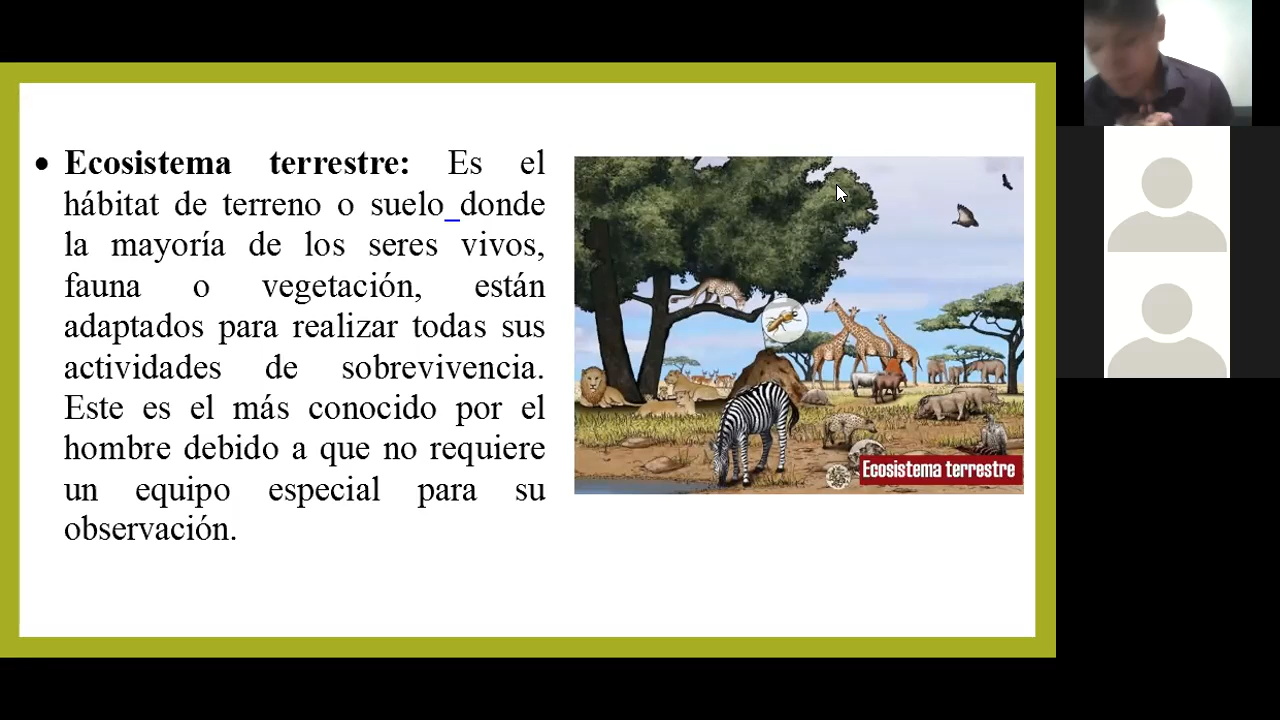 • Ecosistema terrestre: Es el
hábitat de terreno o suelo donde
la mayoría de los seres vivos,
fauna o vegetación, están
adaptados para realizar todas sus
actividades de sobrevivencia.
Este es el más conocido por el
hombre debido a que no requiere
un equipo especial para su
observación.
Ecosistema terrestre